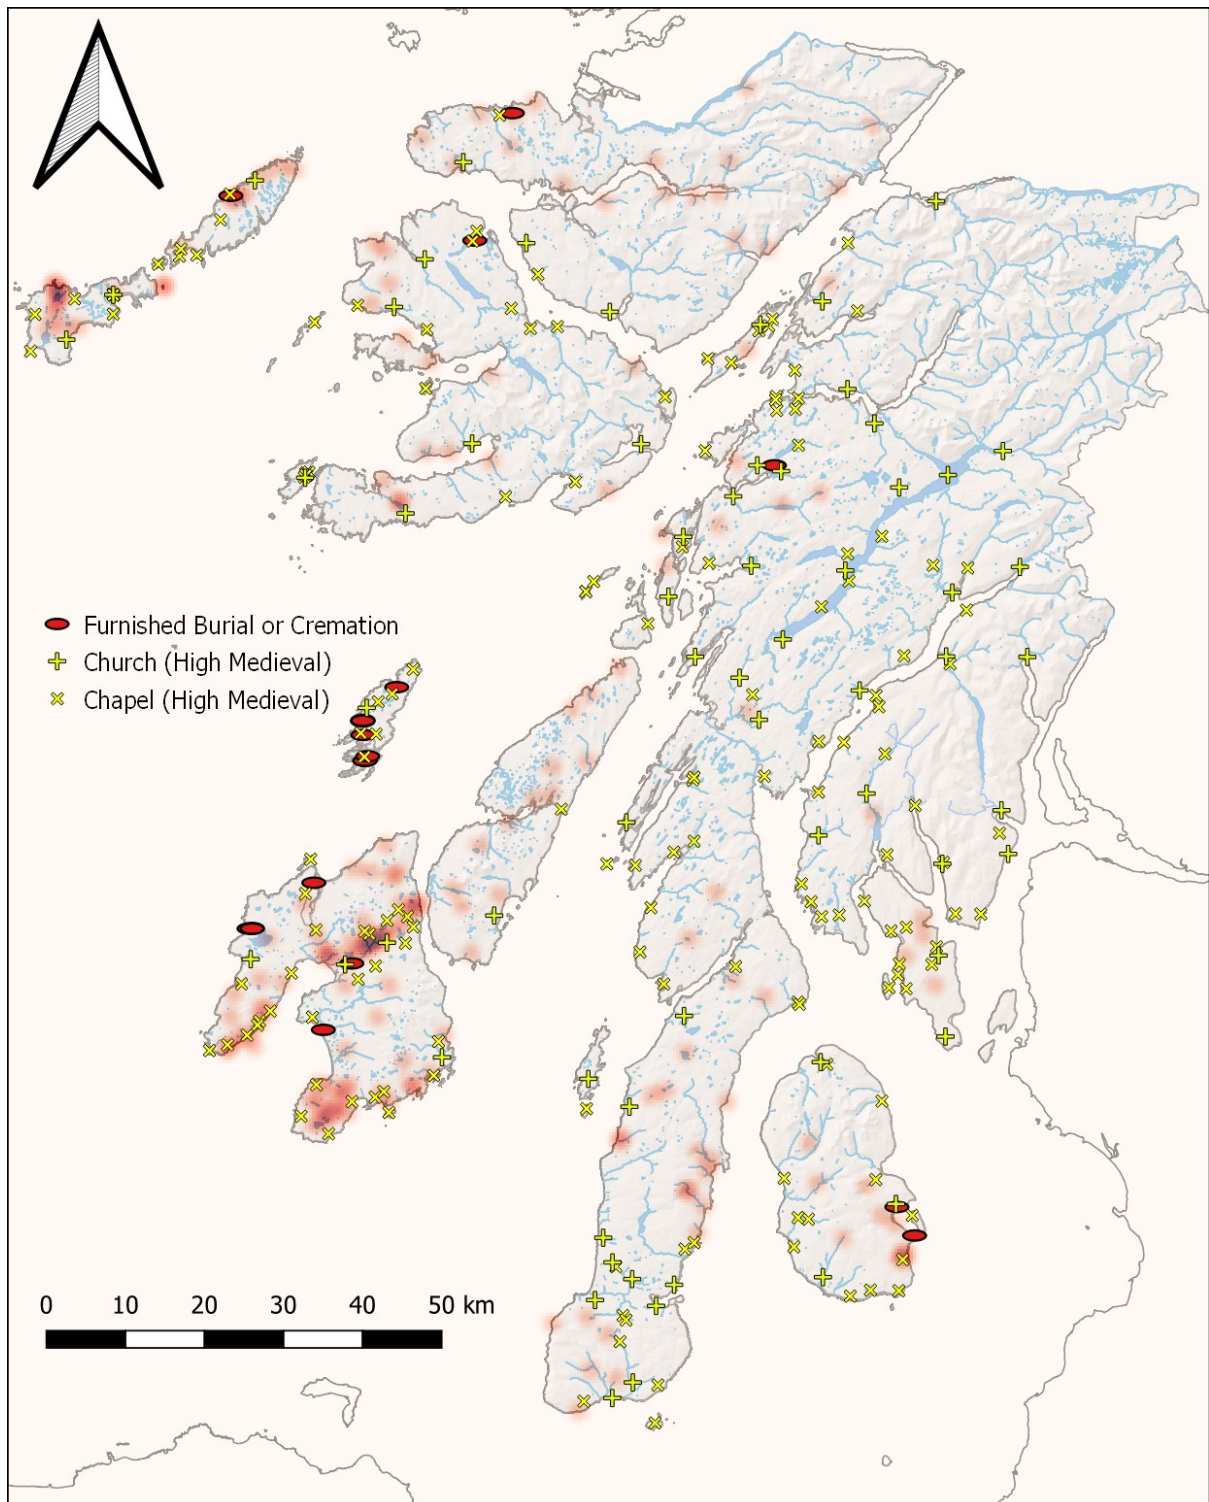 Furnished Burial or Cremation
Church (High Medieval)
Chapel (High Medieval)
0 10 20 30 40 50 km